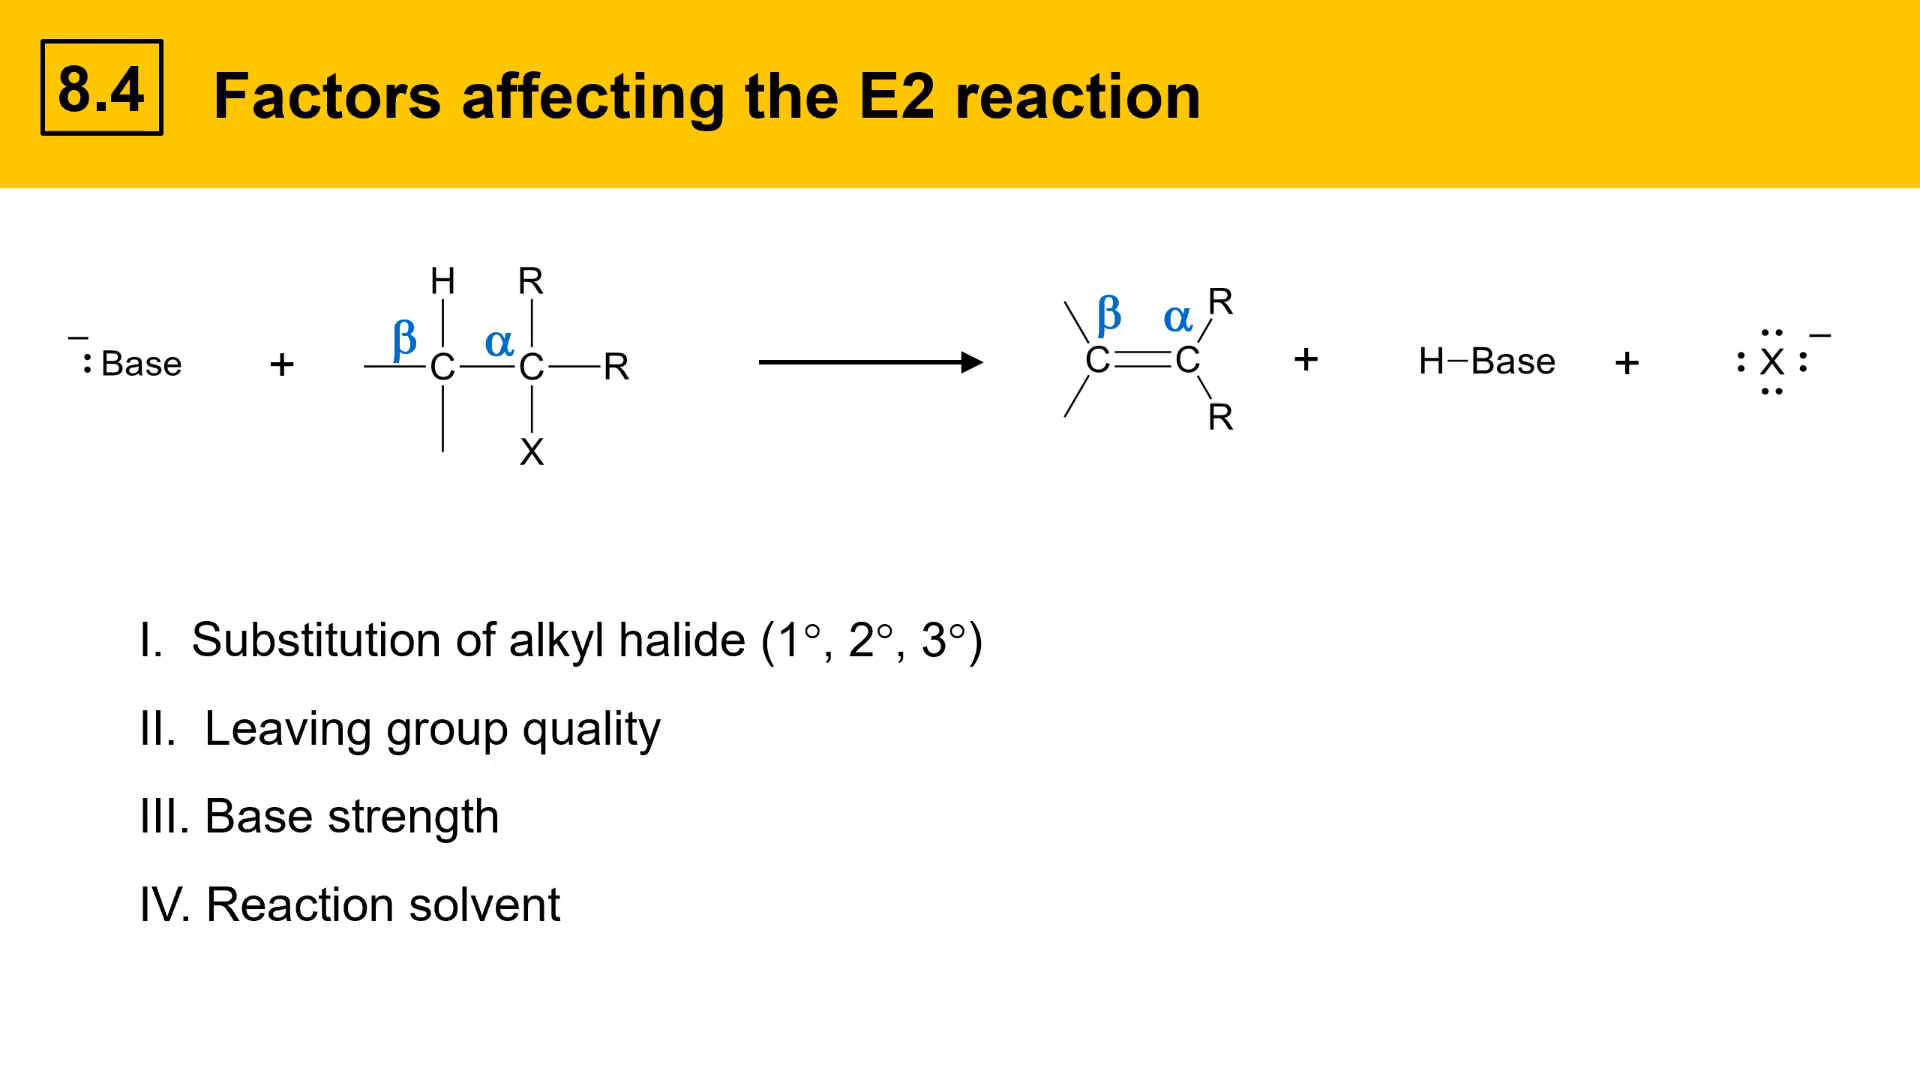 8.4 Factors affecting the E2 reaction
H R
β α
– : Base + C C R
X
β α R
C C + H–Base + : X : –
R
I. Substitution of alkyl halide (1°, 2°, 3°)
II. Leaving group quality
III. Base strength
IV. Reaction solvent